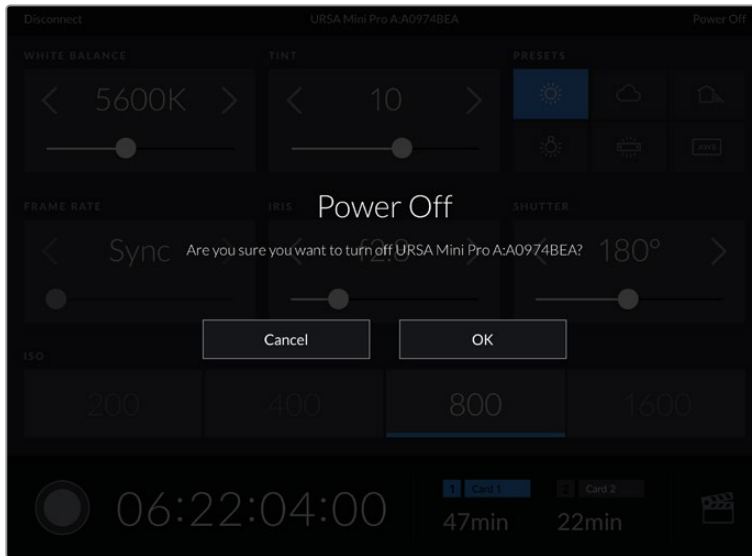 Disconnect URSA Mini Pro A:A0974BEA Power Off
WHITE BALANCE TINT PRESETS
5600K 10
AWB
FRAME RATE IRIS SHUTTER
Power Off
Sync f2.8 180°
Are you sure you want to turn off URSA Mini Pro A:A0974BEA?
Cancel OK
ISO
200 400 800 1600
1 Card 1 2 Card 2
06:22:04:00
47min 22min